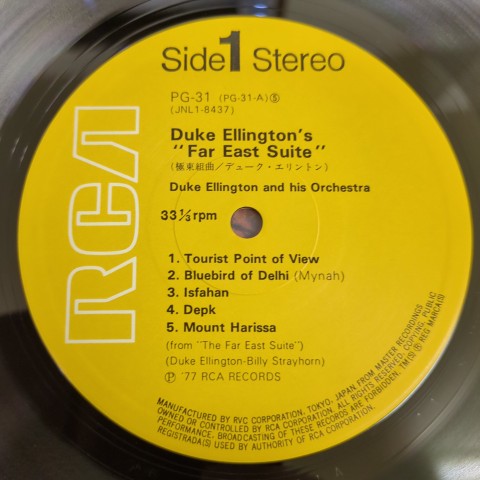 Side 1 Stereo
PG-31 (PG-31-A) Ⓢ
(JNL1-8437)
Duke Ellington's
"Far East Suite"
(極東組曲/デューク・エリントン)
Duke Ellington and his Orchestra
33⅓rpm
1. Tourist Point of View
2. Bluebird of Delhi (Mynah)
3. Isfahan
4. Depk
5. Mount Harissa
(from "The Far East Suite")
(Duke Ellington-Billy Strayhorn)
Ⓟ '77 RCA RECORDS
RCA
MANUFACTURED BY RVC CORPORATION, TOKYO, JAPAN. FROM MASTER RECORDINGS
OWNED OR CONTROLLED BY RCA CORPORATION. ALL RIGHTS RESERVED. COPYING, PUBLIC
PERFORMANCE, BROADCASTING OF THESE RECORDS ARE FORBIDDEN. TM(S) ® REG MARCA(S)
REGISTRADA(S) USED BY AUTHORITY OF RCA CORPORATION.